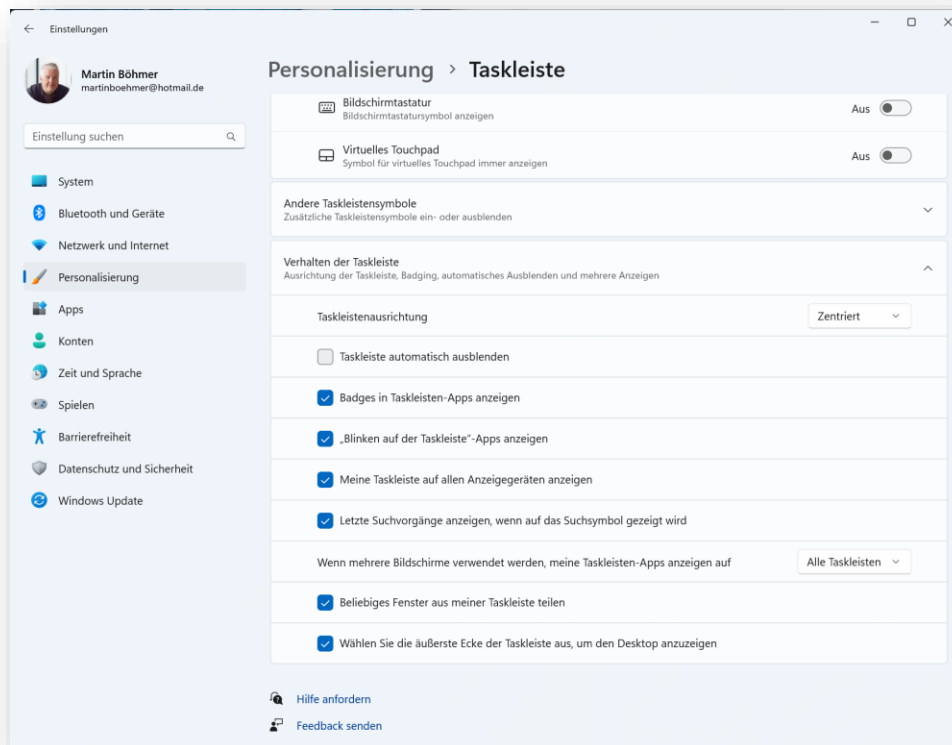 Einstellungen
Martin Böhmer
martinboehmer@hotmail.de
Einstellung suchen
System
Bluetooth und Geräte
Netzwerk und Internet
Personalisierung
Apps
Konten
Zeit und Sprache
Spielen
Barrierefreiheit
Datenschutz und Sicherheit
Windows Update
Personalisierung > Taskleiste
Bildschirmtastatur
Bildschirmtastatursymbol anzeigen
Aus
Virtuelles Touchpad
Symbol für virtuelles Touchpad immer anzeigen
Aus
Andere Taskleistensymbole
Zusätzliche Taskleistensymbole ein- oder ausblenden
Verhalten der Taskleiste
Ausrichtung der Taskleiste, Badging, automatisches Ausblenden und mehrere Anzeigen
Taskleistenausrichtung
Zentriert
Taskleiste automatisch ausblenden
Badges in Taskleisten-Apps anzeigen
„Blinken auf der Taskleiste"-Apps anzeigen
Meine Taskleiste auf allen Anzeigegeräten anzeigen
Letzte Suchvorgänge anzeigen, wenn auf das Suchsymbol gezeigt wird
Wenn mehrere Bildschirme verwendet werden, meine Taskleisten-Apps anzeigen auf
Alle Taskleisten
Beliebiges Fenster aus meiner Taskleiste teilen
Wählen Sie die äußerste Ecke der Taskleiste aus, um den Desktop anzuzeigen
Hilfe anfordern
Feedback senden